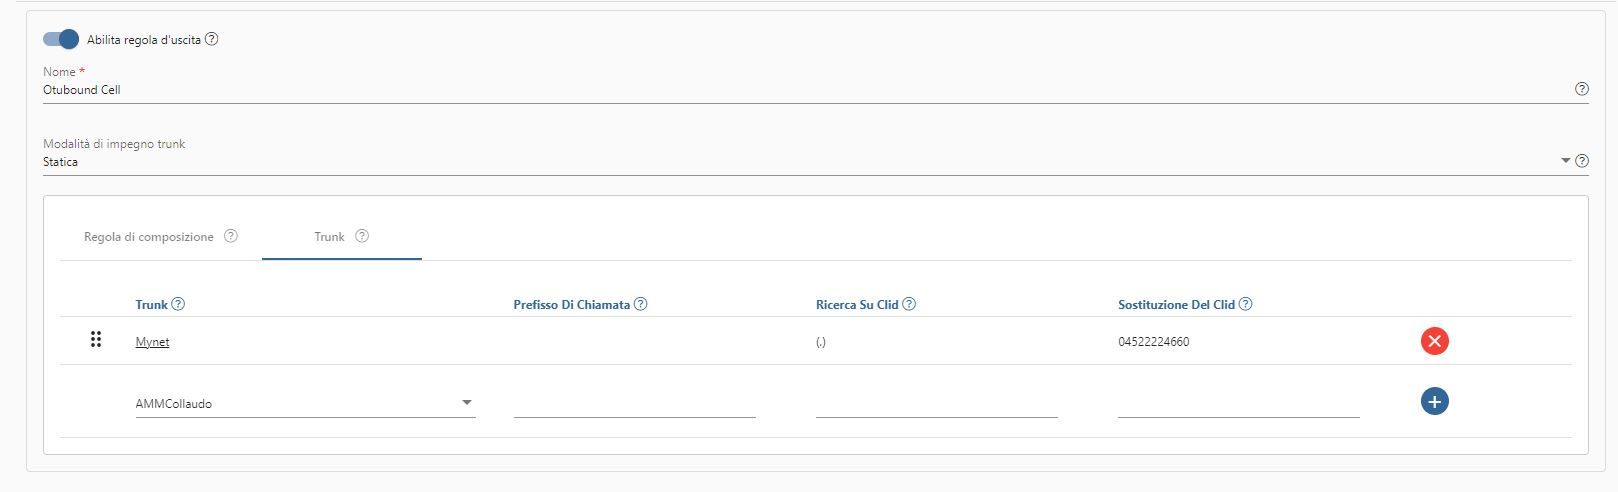 Abilita regola d'uscita
Nome *
Otubound Cell
Modalità di impegno trunk
Statica
Regola di composizione Trunk
Trunk Prefisso Di Chiamata Ricerca Su Clid Sostituzione Del Clid
Mynet (.) 04522224660
AMMCollaudo